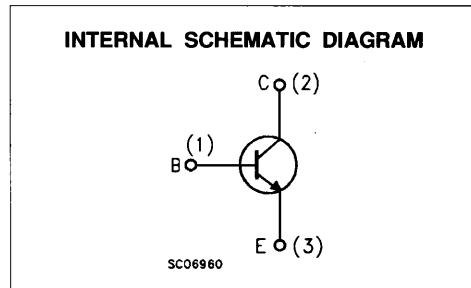 INTERNAL SCHEMATIC DIAGRAM
C (2)
(1)
B
E (3)
SC06960